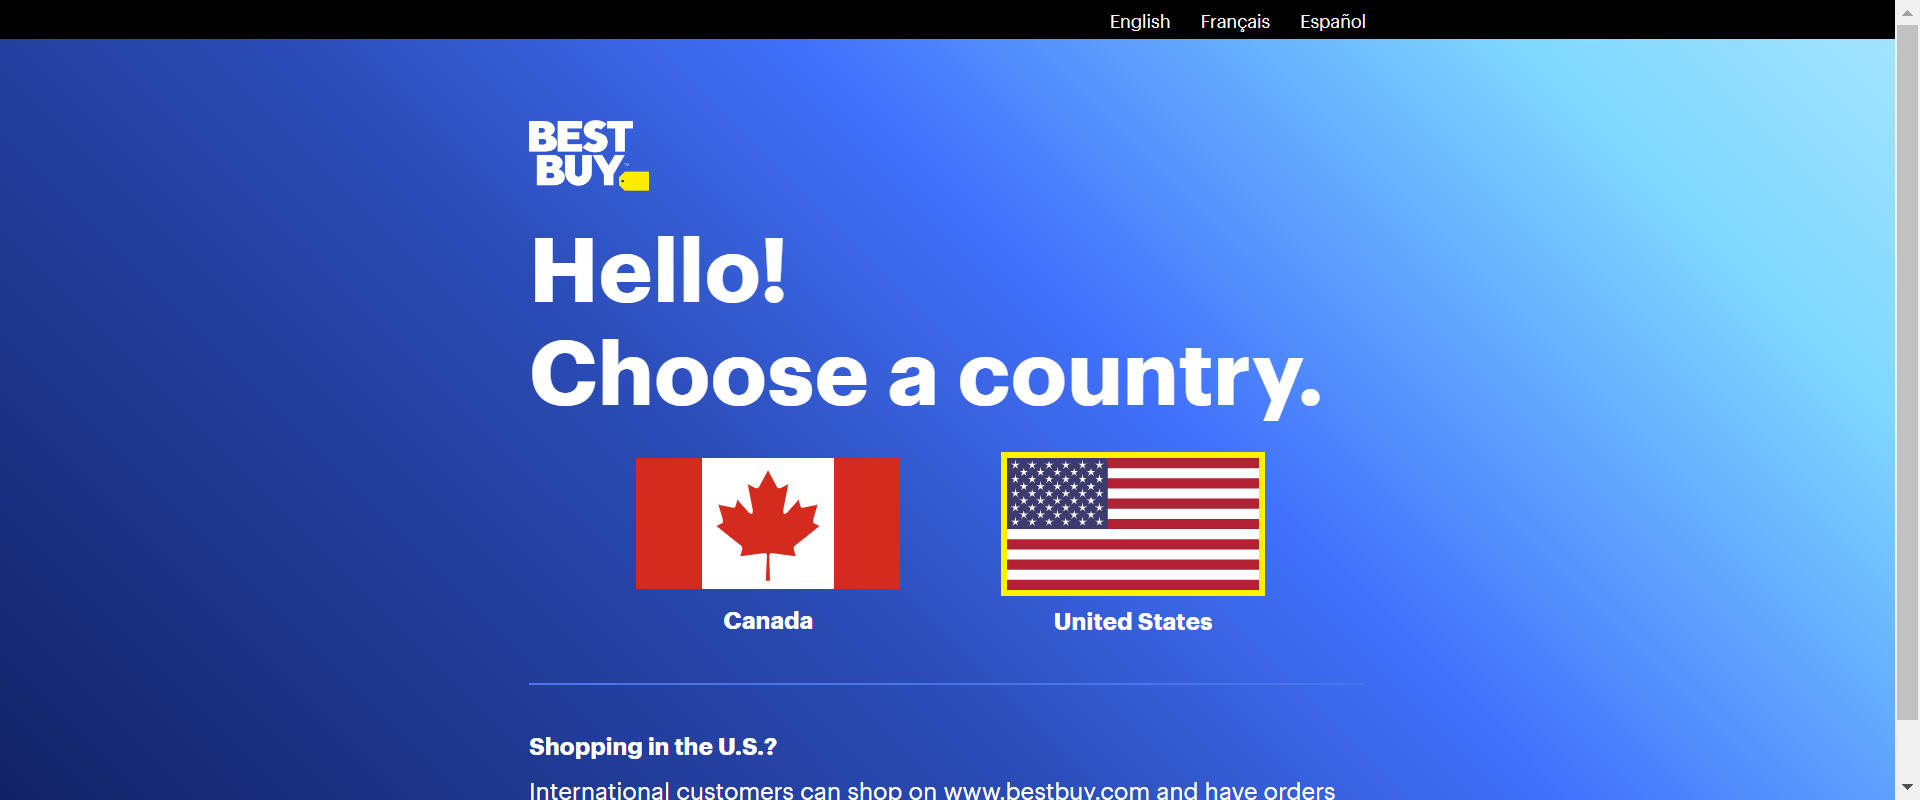 English Français Español
BEST
BUY
Hello!
Choose a country.
Canada United States
Shopping in the U.S.?
International customers can shop on www.bestbuy.com and have orders